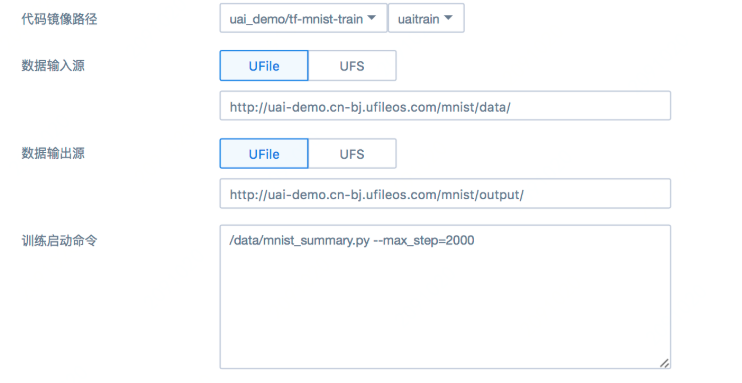 代码镜像路径 uai_demo/tf-mnist-train uaitrain
数据输入源 UFile UFS
http://uai-demo.cn-bj.ufileos.com/mnist/data/
数据输出源 UFile UFS
http://uai-demo.cn-bj.ufileos.com/mnist/output/
训练启动命令 /data/mnist_summary.py --max_step=2000